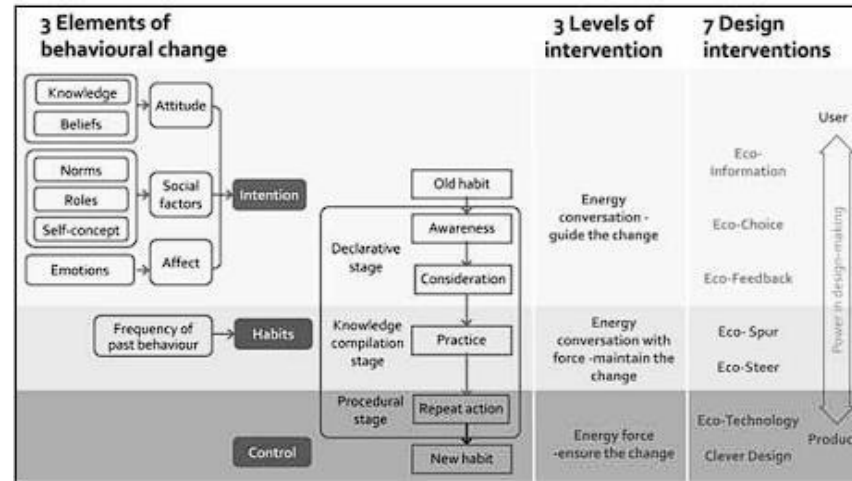 3 Elements of
behavioural change
3 Levels of
intervention
7 Design
interventions
Knowledge
Beliefs
Attitude
Norms
Roles
Self-concept
Social
factors
Emotions
Affect
Intention
Frequency of
past behaviour
Habits
Control
Old habit
Declarative
stage
Awareness
Consideration
Knowledge
compilation
stage
Practice
Procedural
stage
Repeat action
New habit
Energy
conversation -
guide the change
Energy
conversation with
force -maintain the
change
Energy force
-ensure the change
Eco-
Information
Eco-Choice
Eco-Feedback
Eco- Spur
Eco-Steer
Eco-Technology
Clever Design
User
Power in design-making
Produc